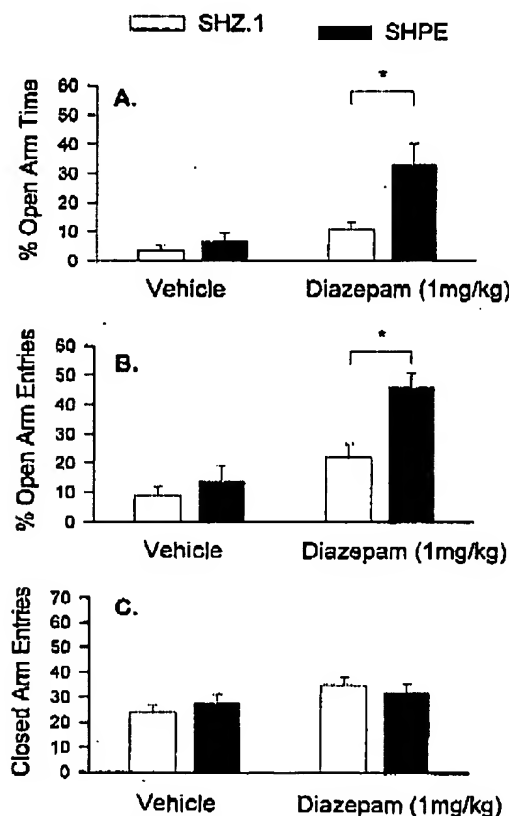 SHZ.1 SHPE
A.
*
% Open Arm Time
60
50
40
30
20
10
0
Vehicle Diazepam (1mg/kg)
B.
*
% Open Arm Entries
60
50
40
30
20
10
0
Vehicle Diazepam (1mg/kg)
C.
Closed Arm Entries
70
60
50
40
30
20
10
0
Vehicle Diazepam (1mg/kg)